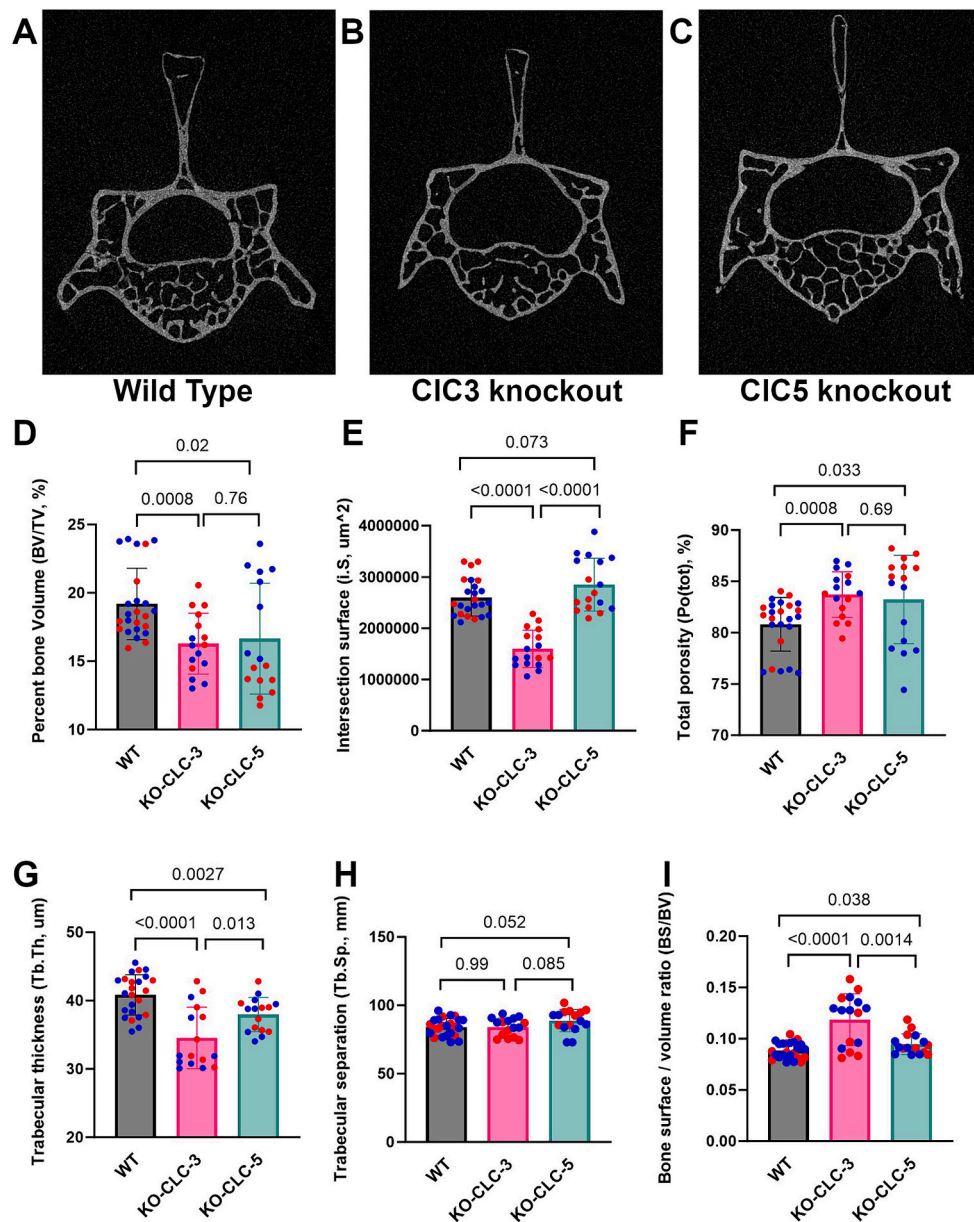 A
B
C
Wild Type
ClC3 knockout
ClC5 knockout
D
0.02
0.0008
0.76
Percent bone Volume (BV/TV, %)
25
20
15
10
WT
KO-CLC-3
KO-CLC-5
E
0.073
<0.0001
<0.0001
Intersection surface (i.S, um^2)
4000000
3000000
2000000
1000000
0
WT
KO-CLC-3
KO-CLC-5
F
0.033
0.0008
0.69
Total porosity (Po(tot), %)
90
85
80
75
70
WT
KO-CLC-3
KO-CLC-5
G
0.0027
<0.0001
0.013
Trabecular thickness (Tb.Th, um)
50
40
30
20
WT
KO-CLC-3
KO-CLC-5
H
0.052
0.99
0.085
Trabecular separation (Tb.Sp., mm)
150
100
50
0
WT
KO-CLC-3
KO-CLC-5
I
0.038
<0.0001
0.0014
Bone surface / volume ratio (BS/BV)
0.20
0.15
0.10
0.05
0.00
WT
KO-CLC-3
KO-CLC-5